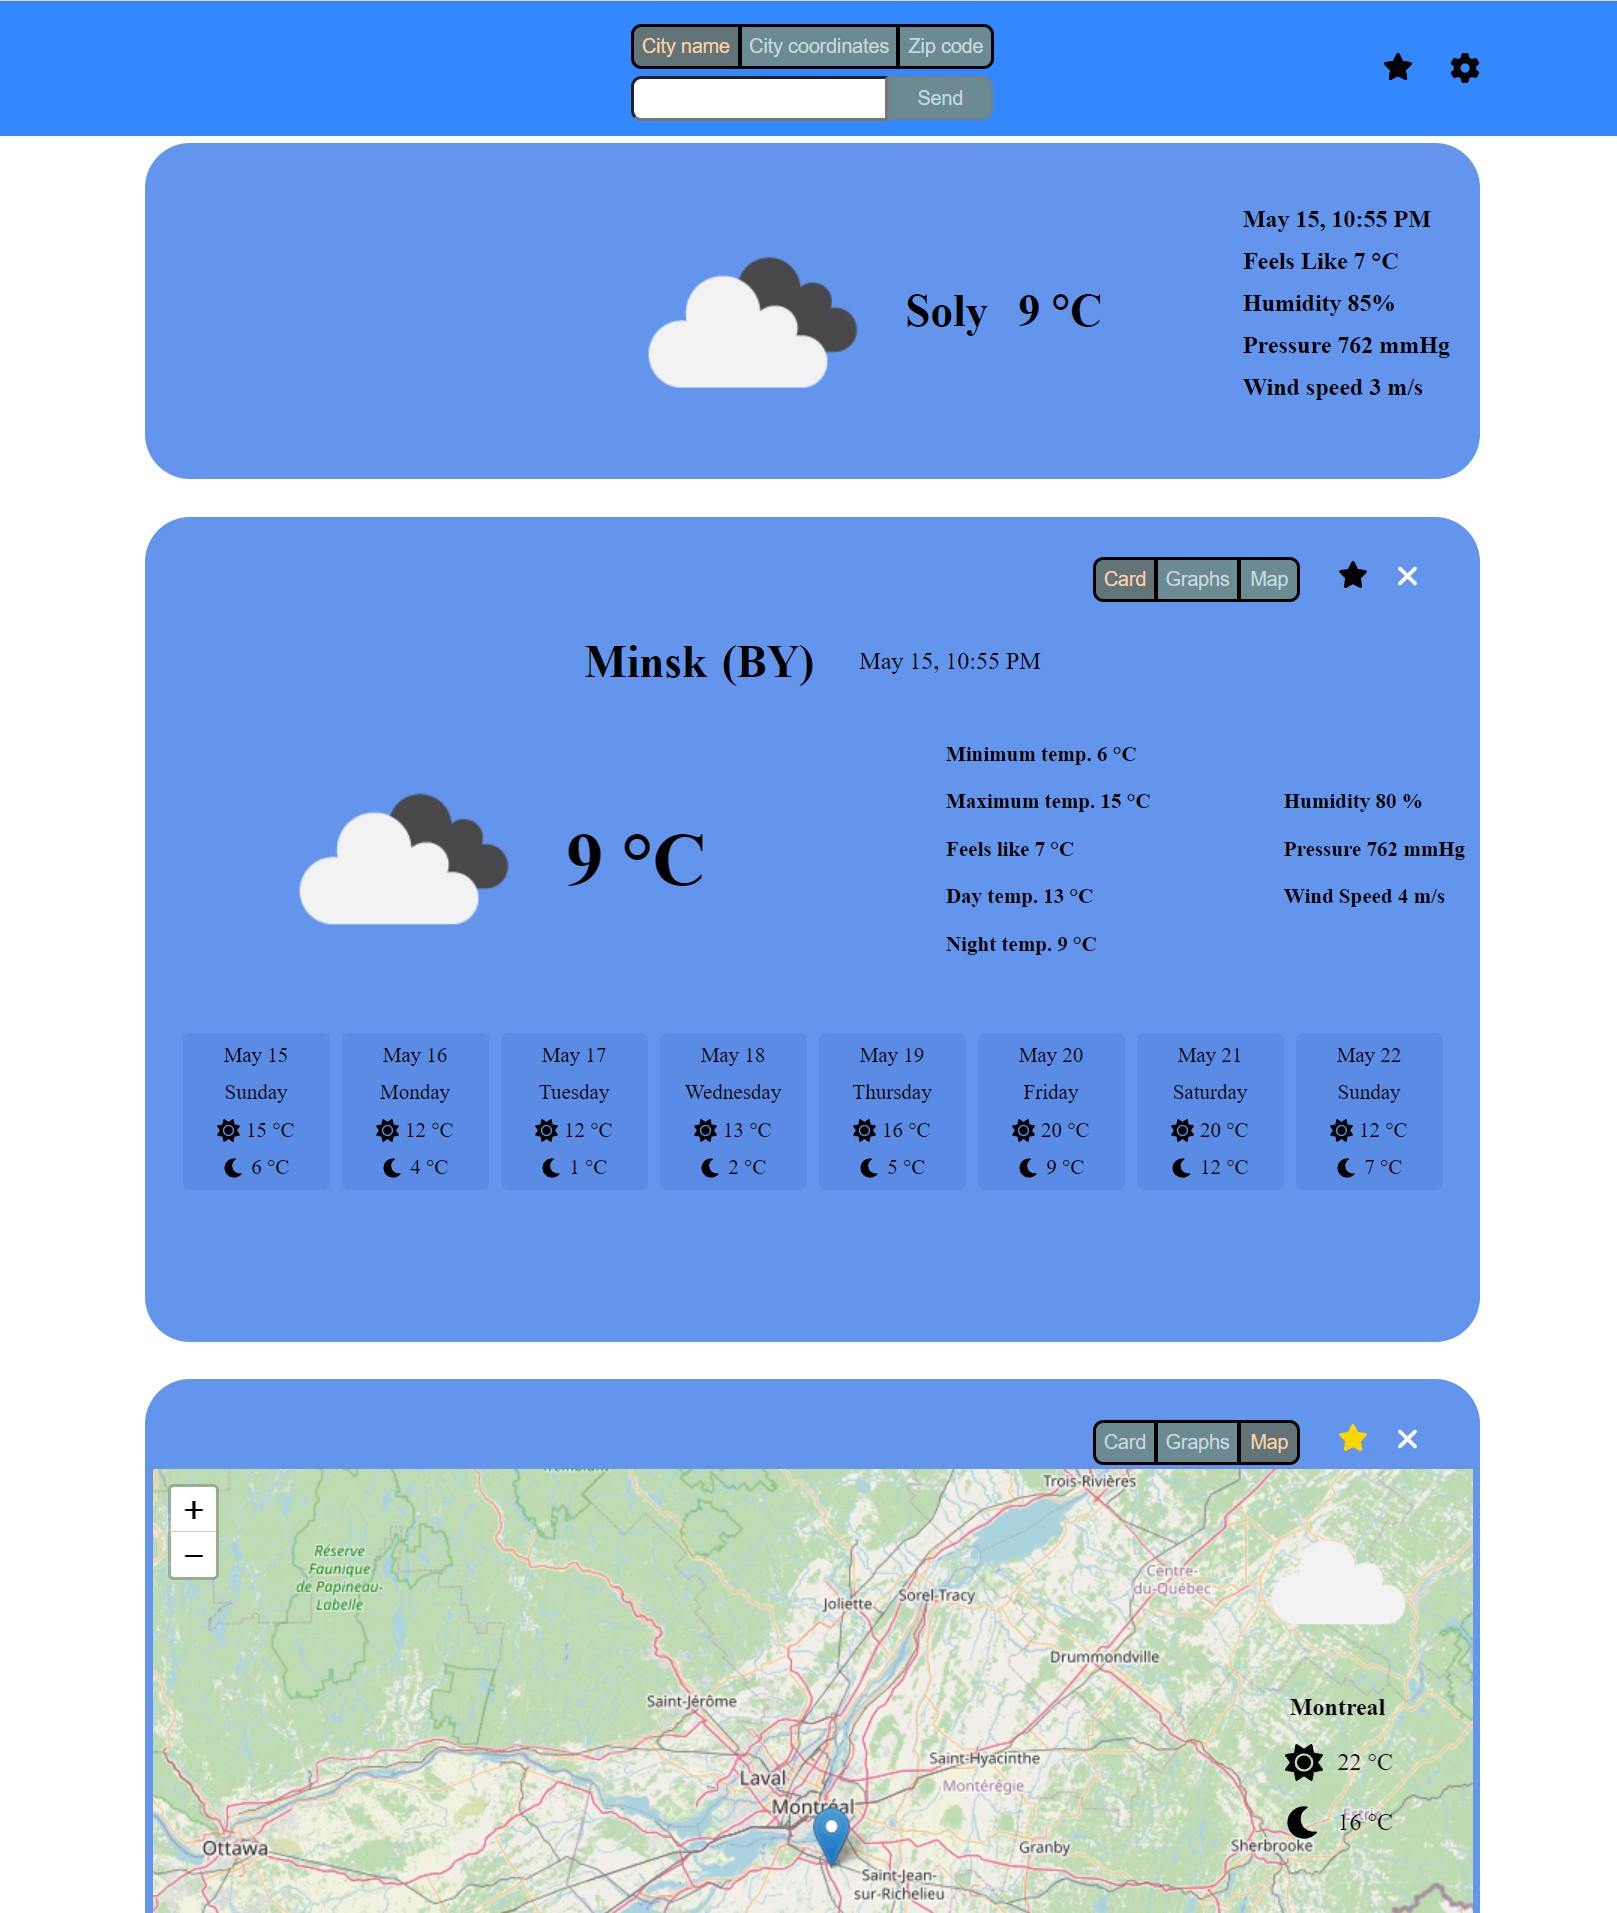 City name City coordinates Zip code
Send
Soly 9 °C
May 15, 10:55 PM
Feels Like 7 °C
Humidity 85%
Pressure 762 mmHg
Wind speed 3 m/s
Card Graphs Map
Minsk (BY) May 15, 10:55 PM
9 °C
Minimum temp. 6 °C
Maximum temp. 15 °C
Feels like 7 °C
Day temp. 13 °C
Night temp. 9 °C
Humidity 80 %
Pressure 762 mmHg
Wind Speed 4 m/s
May 15
Sunday
15 °C
6 °C
May 16
Monday
12 °C
4 °C
May 17
Tuesday
12 °C
1 °C
May 18
Wednesday
13 °C
2 °C
May 19
Thursday
16 °C
5 °C
May 20
Friday
20 °C
9 °C
May 21
Saturday
20 °C
12 °C
May 22
Sunday
12 °C
7 °C
Card Graphs Map
+
−
Trois-Rivières
Réserve
Faunique
de Papineau-
Labelle
Centre-
du-Québec
Joliette
Sorel-Tracy
Drummondville
Saint-Jérôme
Montreal
Saint-Hyacinthe
22 °C
Laval
Montérégie
Montréal
Estrie
16 °C
Ottawa
Granby
Sherbrooke
Saint-Jean-
sur-Richelieu